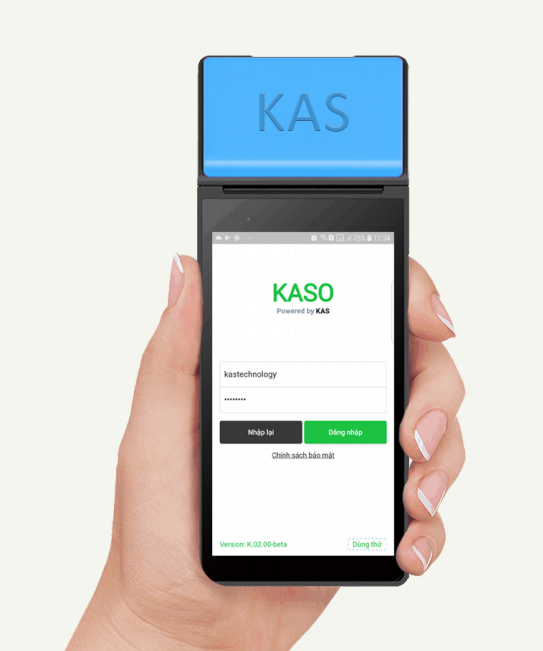 KAS
75% 11:34
KASO
Powered by KAS
kastechnology
••••••••
Nhập lại
Đăng nhập
Chính sách bảo mật
Version: K.02.00-beta
Dùng thử